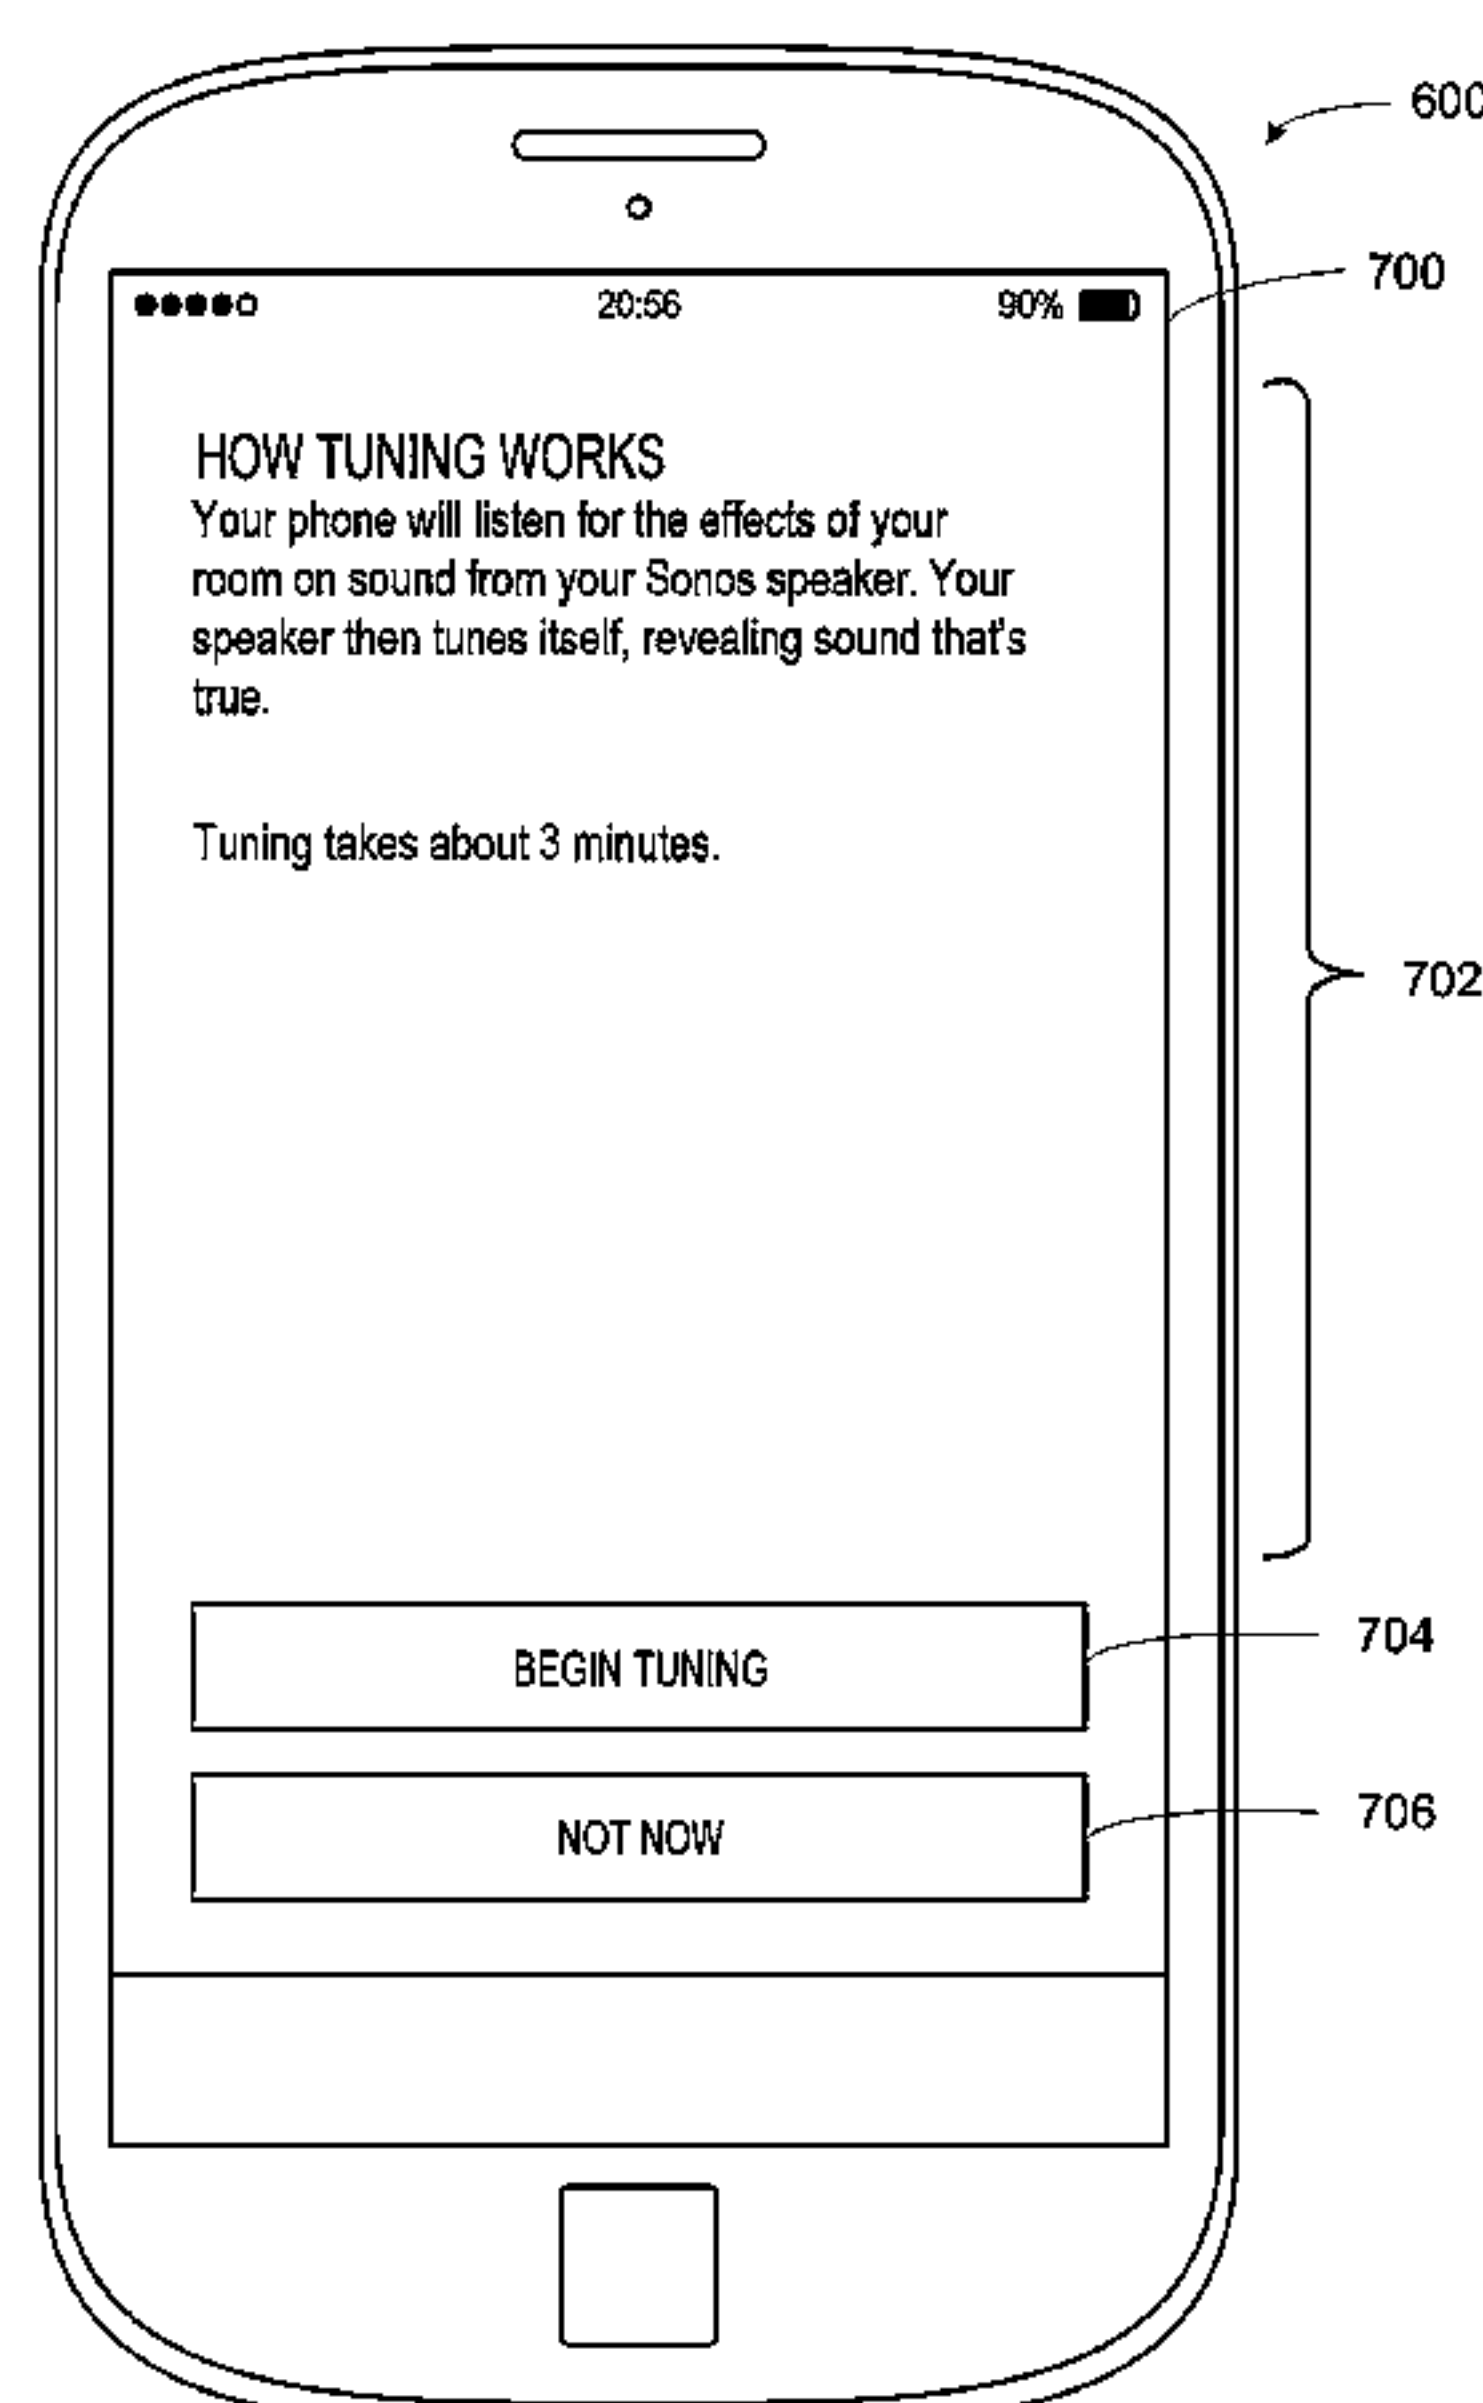 600
700
20:56
90%
HOW TUNING WORKS
Your phone will listen for the effects of your
room on sound from your Sonos speaker. Your
speaker then tunes itself, revealing sound that's
true.
Tuning takes about 3 minutes.
702
BEGIN TUNING
704
NOT NOW
706